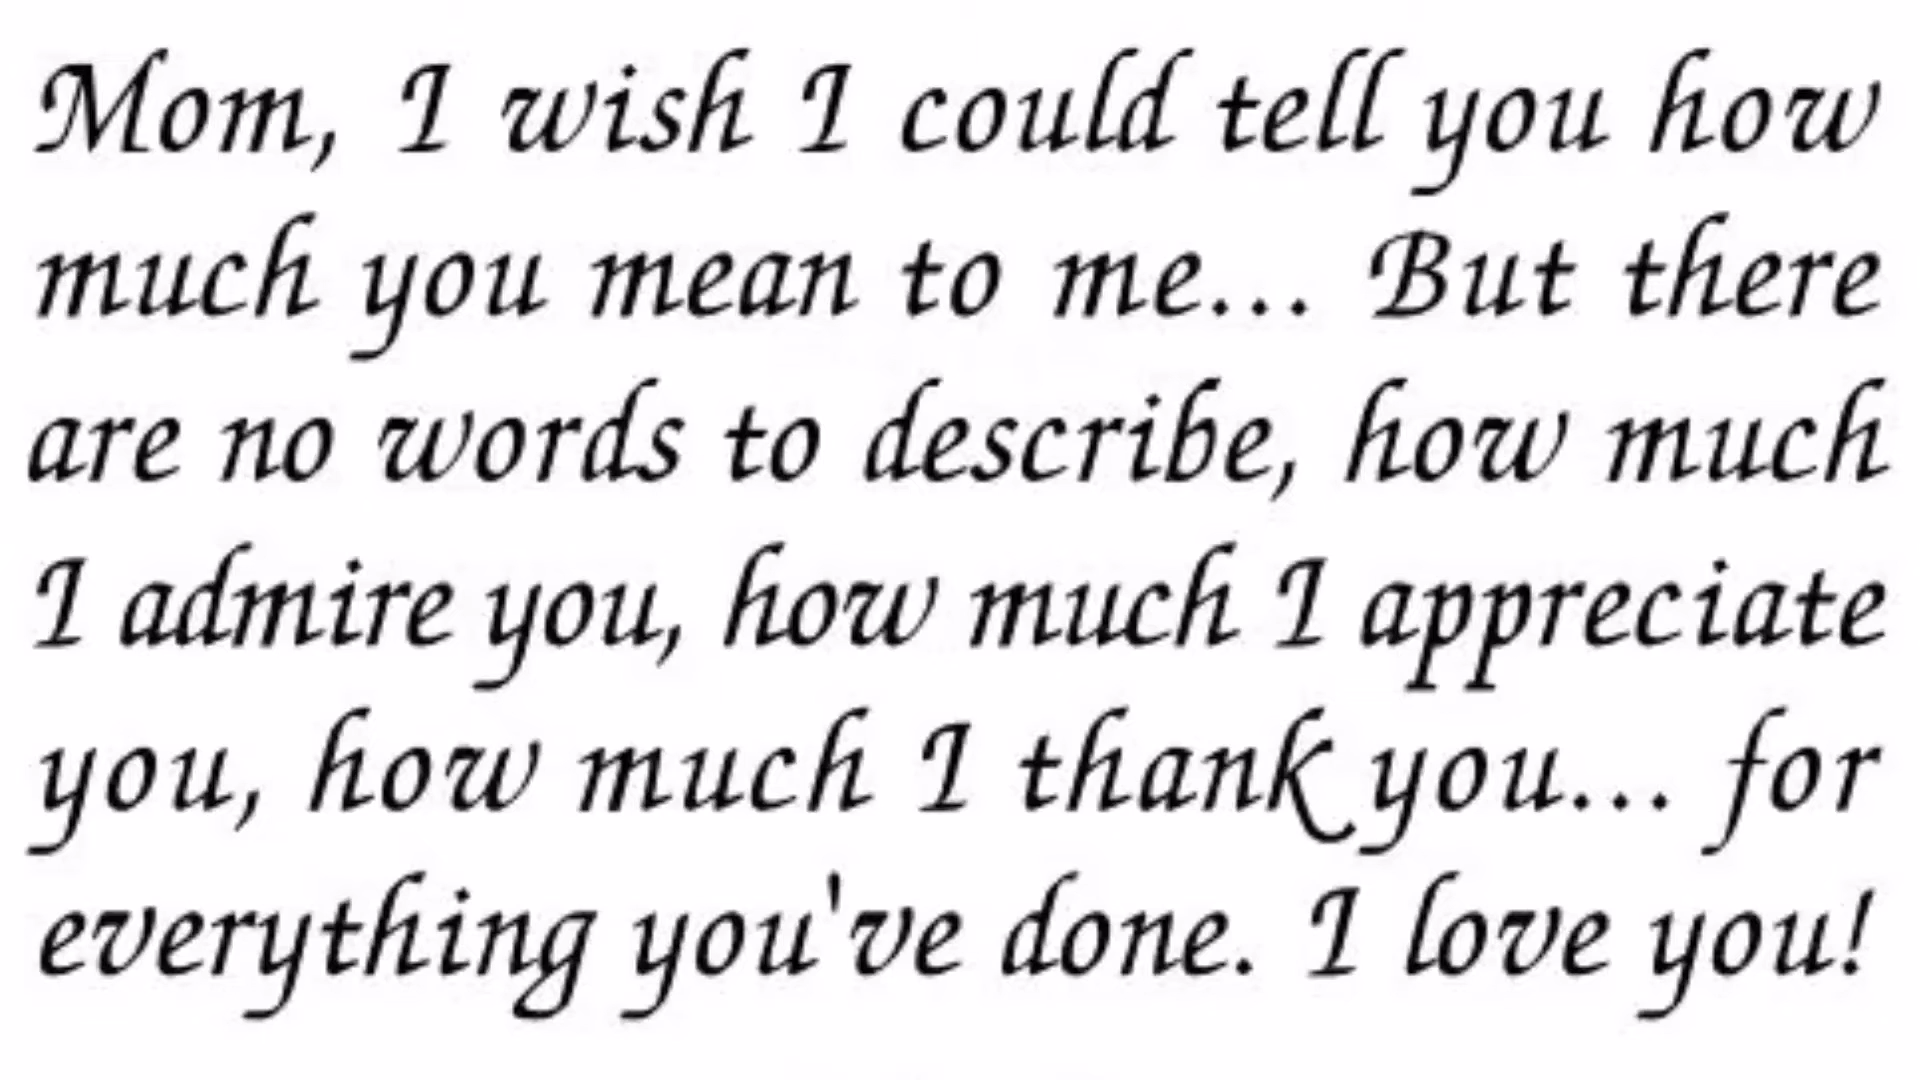 Mom, I wish I could tell you how
much you mean to me... But there
are no words to describe, how much
I admire you, how much I appreciate
you, how much I thank you... for
everything you've done. I love you!